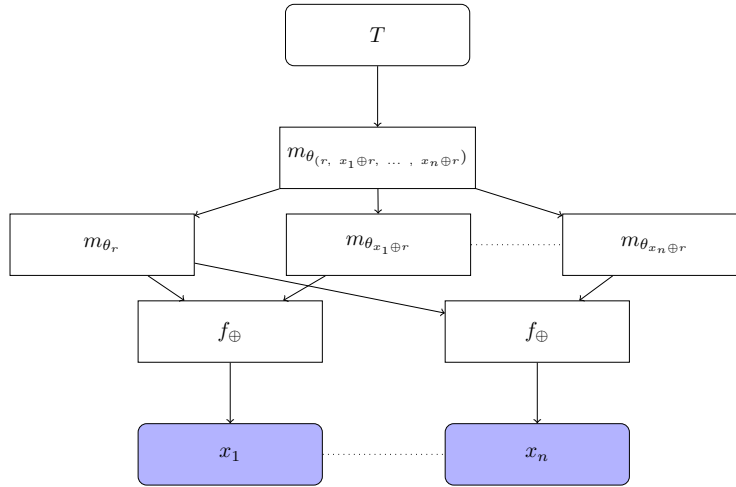 T
m_{θ_{(r, x_1⊕r, ... , x_n⊕r)}}
m_{θ_r} m_{θ_{x_1⊕r}} m_{θ_{x_n⊕r}}
f_⊕ f_⊕
x_1 x_n